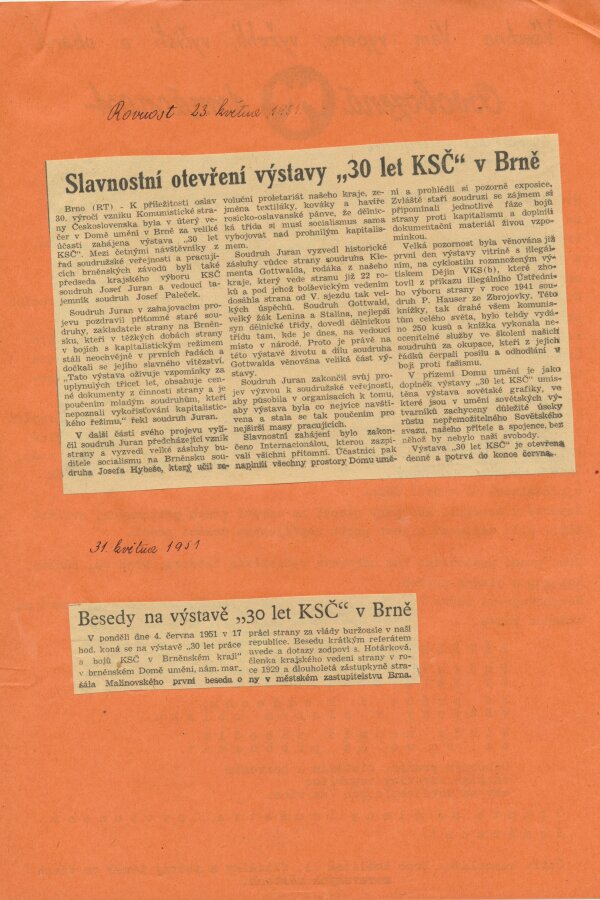 Rovnost 23. května 1951
Slavnostní otevření výstavy „30 let KSČ“ v Brně
Brno (RT) - K příležitosti oslav
30. výročí vzniku Komunistické stra-
ny Československa byla v úterý ve-
čer v Domě umění v Brně za veliké
účasti zahájena výstava „30 let
KSČ“. Mezi četnými návštěvníky z
řad soudružské veřejnosti a pracují-
cích brněnských závodů byli také
předseda krajského výboru KSČ
soudruh Josef Juran a vedoucí ta-
jemník soudruh Josef Paleček.
Soudruh Juran v zahajovacím pro-
jevu pozdravil přítomné staré sou-
druhy, zakladatele strany na Brněn-
sku, kteří v těžkých dobách strany
v bojích s kapitalistickým režimem
stáli neochvějně v prvních řadách a
dočkali se jejího slavného vítězství.
„Tato výstava oživuje vzpomínky za
uplynulých třicet let, obsahuje cen-
né dokumenty z činnosti strany a je
poučením mladým soudruhům, kteří
nepoznali vykořisťování kapitalistic-
kého režimu,“ řekl soudruh Juran.
V další části svého projevu vylí-
čil soudruh Juran předcházející vznik
strany a vyzvedl velké zásluhy bu-
ditele socialismu na Brněnsku sou-
druha Josefa Hybeše, který učil re-
voluční proletariát našeho kraje, ze-
jména textiláky, kováky a havíře
rosicko-oslavanské pánve, že dělnic-
ká třída si musí socialismus sama
vybojovat nad prohnilým kapitalis-
mem.
Soudruh Juran vyzvedl historické
zásluhy vůdce strany soudruha Kle-
menta Gottwalda, rodáka z našeho
kraje, který vede stranu již 22 ro-
ků a pod jehož bolševickým vedením
dosáhla strana od V. sjezdu tak vel-
kých úspěchů. Soudruh Gottwald,
velký žák Lenina a Stalina, nejlepší
syn dělnické třídy, dovedl dělnickou
třídu tam, kde je dnes, na vedoucí
místo v národě. Proto je právě na
této výstavě životu a dílu soudruha
Gottwalda věnována veliká část vý-
stavy.
Soudruh Juran zakončil svůj pro-
jev výzvou k soudružské veřejnosti,
aby působila v organisacích k tomu,
aby výstava byla co nejvíce navští-
vena a stala se tak poučením pro
nejširší masy pracujících.
Slavnostní zahájení bylo zakon-
čeno Internacionálou, kterou zazpí-
vali všichni přítomní. Účastníci pak
naplnili všechny prostory Domu umě-
ní a prohlédli si pozorně exposice.
Zvláště staří soudruzi se zájmem si
připomínali jednotlivé fáze bojů
strany proti kapitalismu a doplnili
dokumentační materiál živou vzpo-
mínkou.
Velká pozornost byla věnována již
první den výstavy vitríně s illegál-
ním, na cyklostilu rozmnoženým vý-
tiskem Dějin VKS(b), které zho-
tovil z příkazu illegálního Ústřední-
ho výboru strany v roce 1941 sou-
druh P. Hauser ze Zbrojovky. Této
knížky, tak drahé všem komunis-
tům celého světa, bylo tehdy vydá-
no 250 kusů a knížka vykonala ne-
ocenitelné služby ve školení našich
soudruhů za okupace, kteří z jejích
řádků čerpali posilu a odhodlání v
boji proti fašismu.
V přízemí Domu umění je jako
doplněk výstavy „30 let KSČ“ umís-
těna výstava sovětské grafiky, ve
které jsou v umění sovětských vý-
tvarníků zachyceny důležité úseky
růstu nepřemožitelného Sovětského
svazu, našeho přítele a spojence, bez
něhož by nebylo naší svobody.
Výstava „30 let KSČ“ je otevřena
denně a potrvá do konce června.
31. května 1951
Besedy na výstavě „30 let KSČ“ v Brně
V pondělí dne 4. června 1951 v 17
hod. koná se na výstavě „30 let práce
a bojů KSČ v Brněnském kraji“
v brněnském Domě umění, nám. mar-
šála Malinovského první beseda o
práci strany za vlády buržoasie v naší
republice. Besedu krátkým referátem
uvede a dotazy zodpoví s. Hotárková,
členka krajského vedení strany v ro-
ce 1929 a dlouholetá zástupkyně stra-
ny v městském zastupitelstvu Brna.